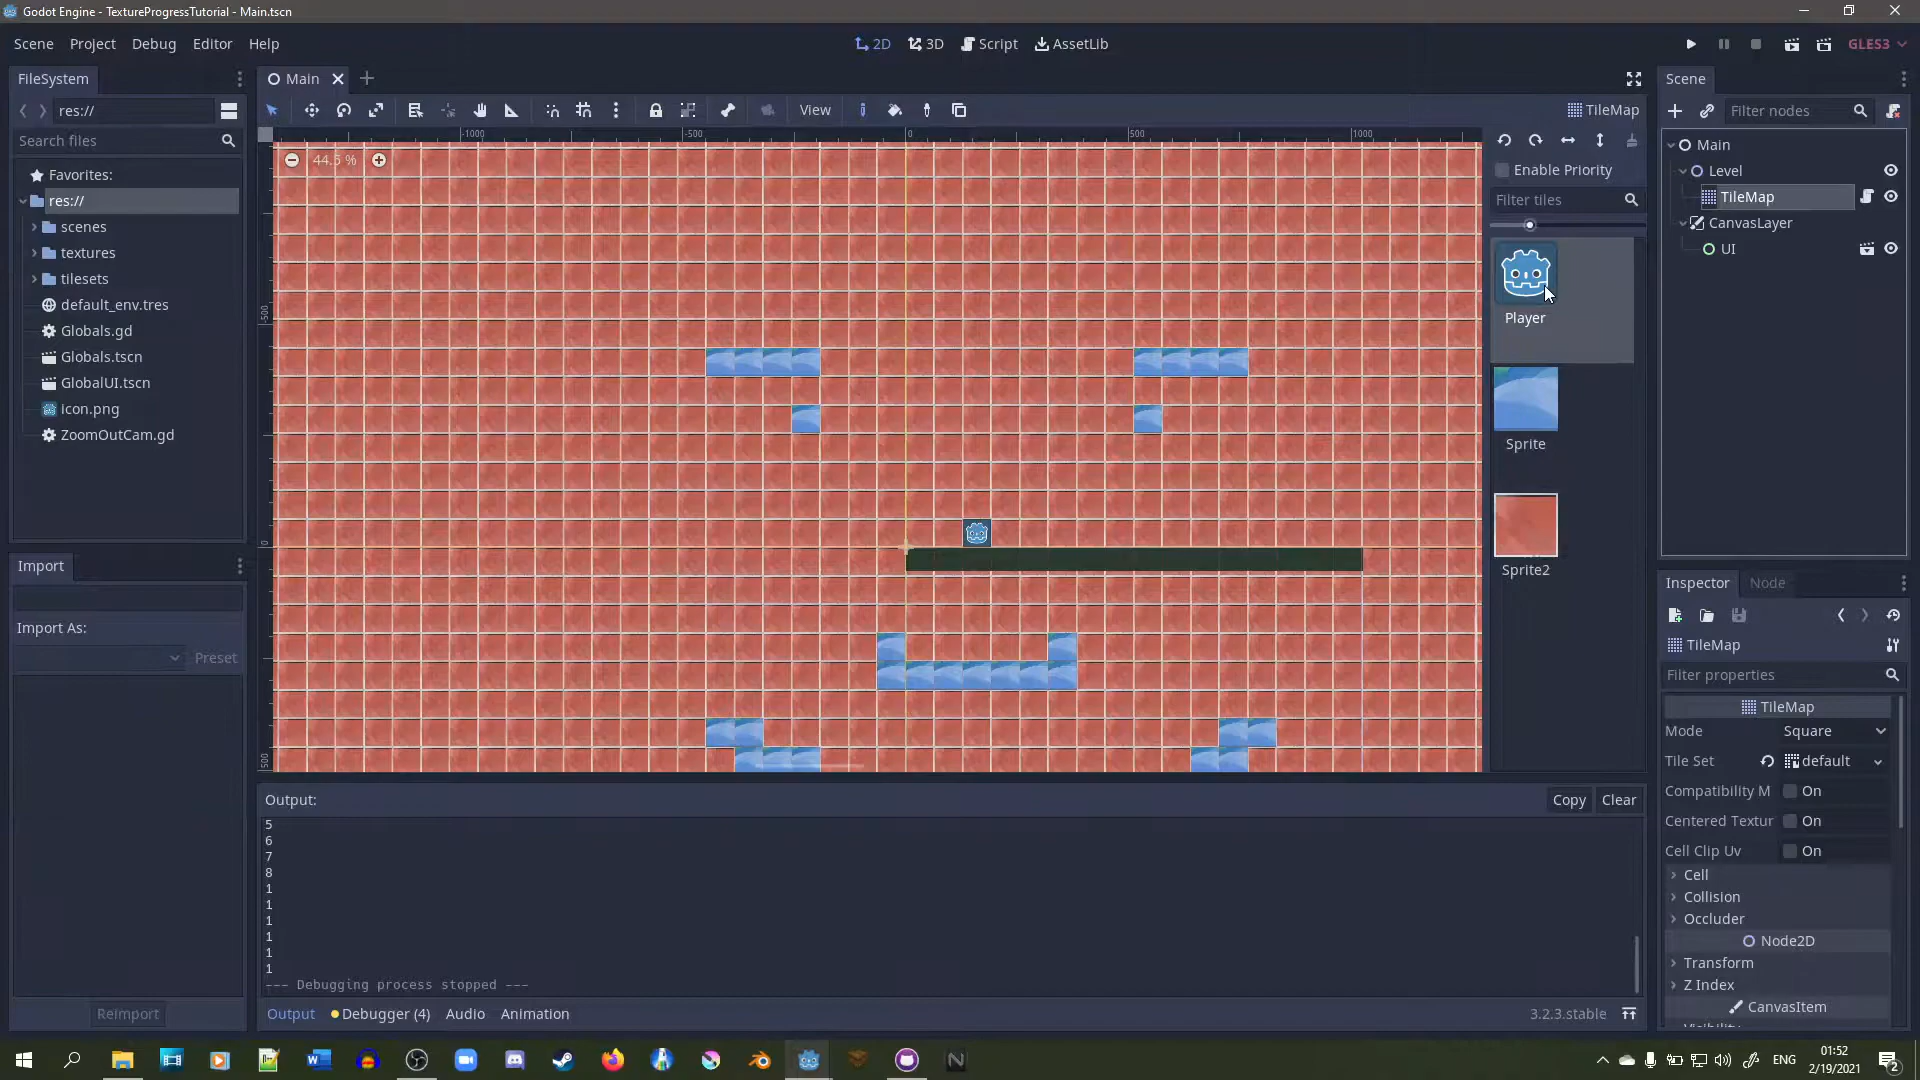 Godot Engine - TextureProgressTutorial - Main.tscn
Scene Project Debug Editor Help
2D 3D Script AssetLib
GLES3
FileSystem
Main
Scene
res://
View
TileMap
Filter nodes
Search files
44.5 %
-1000
-500
0
500
1000
-500
0
500
Enable Priority
Filter tiles
Player
Sprite
Sprite2
Favorites:
res://
scenes
textures
tilesets
default_env.tres
Globals.gd
Globals.tscn
GlobalUI.tscn
icon.png
ZoomOutCam.gd
Main
Level
TileMap
CanvasLayer
UI
Import
Import As:
Preset
Reimport
Inspector Node
TileMap
Filter properties
TileMap
Mode Square
Tile Set default
Compatibility M On
Centered Textur On
Cell Clip Uv On
Cell
Collision
Occluder
Node2D
Transform
Z Index
CanvasItem
Visibility
Output:
Copy Clear
5
6
7
8
1
1
1
1
1
1
--- Debugging process stopped ---
Output Debugger (4) Audio Animation
3.2.3.stable
ENG
01:52
2/19/2021
2